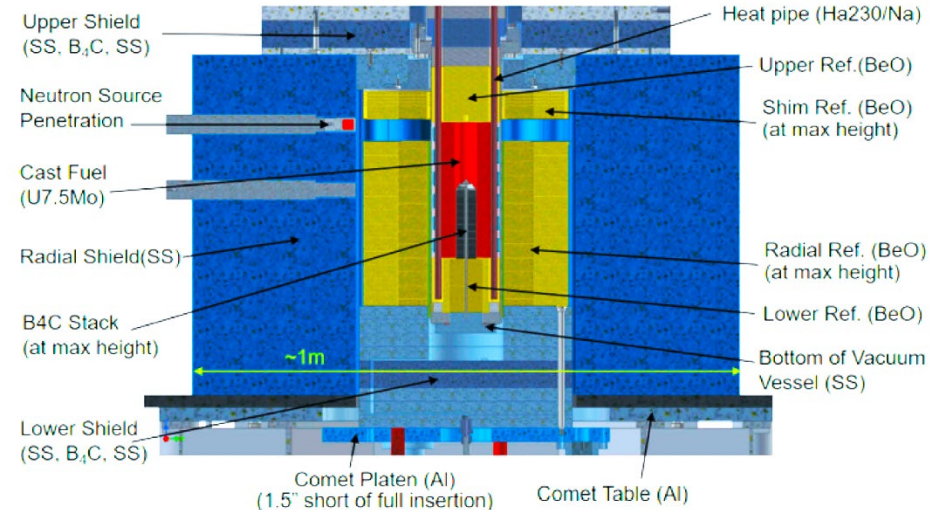 Upper Shield
(SS, B₄C, SS)
Neutron Source
Penetration
Cast Fuel
(U7.5Mo)
Radial Shield(SS)
B4C Stack
(at max height)
~1m
Lower Shield
(SS, B₄C, SS)
Comet Platen (Al)
(1.5" short of full insertion)
Comet Table (Al)
Heat pipe (Ha230/Na)
Upper Ref.(BeO)
Shim Ref. (BeO)
(at max height)
Radial Ref. (BeO)
(at max height)
Lower Ref. (BeO)
Bottom of Vacuum
Vessel (SS)